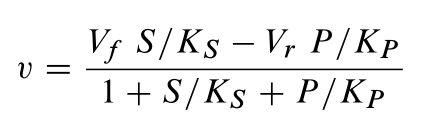 v = \frac{V_f \, S/K_S - V_r \, P/K_P}{1 + S/K_S + P/K_P}